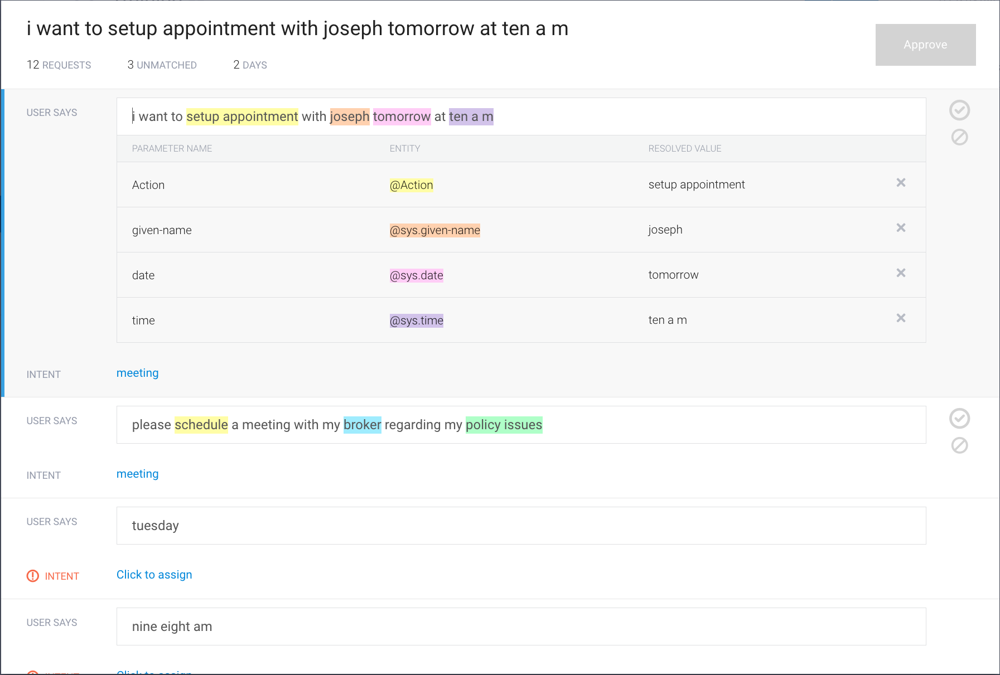 i want to setup appointment with joseph tomorrow at ten a m
Approve
12 REQUESTS 3 UNMATCHED 2 DAYS
USER SAYS i want to setup appointment with joseph tomorrow at ten a m
PARAMETER NAME ENTITY RESOLVED VALUE
Action @Action setup appointment
given-name @sys.given-name joseph
date @sys.date tomorrow
time @sys.time ten a m
INTENT meeting
USER SAYS please schedule a meeting with my broker regarding my policy issues
INTENT meeting
USER SAYS tuesday
INTENT Click to assign
USER SAYS nine eight am
INTENT Click to assign